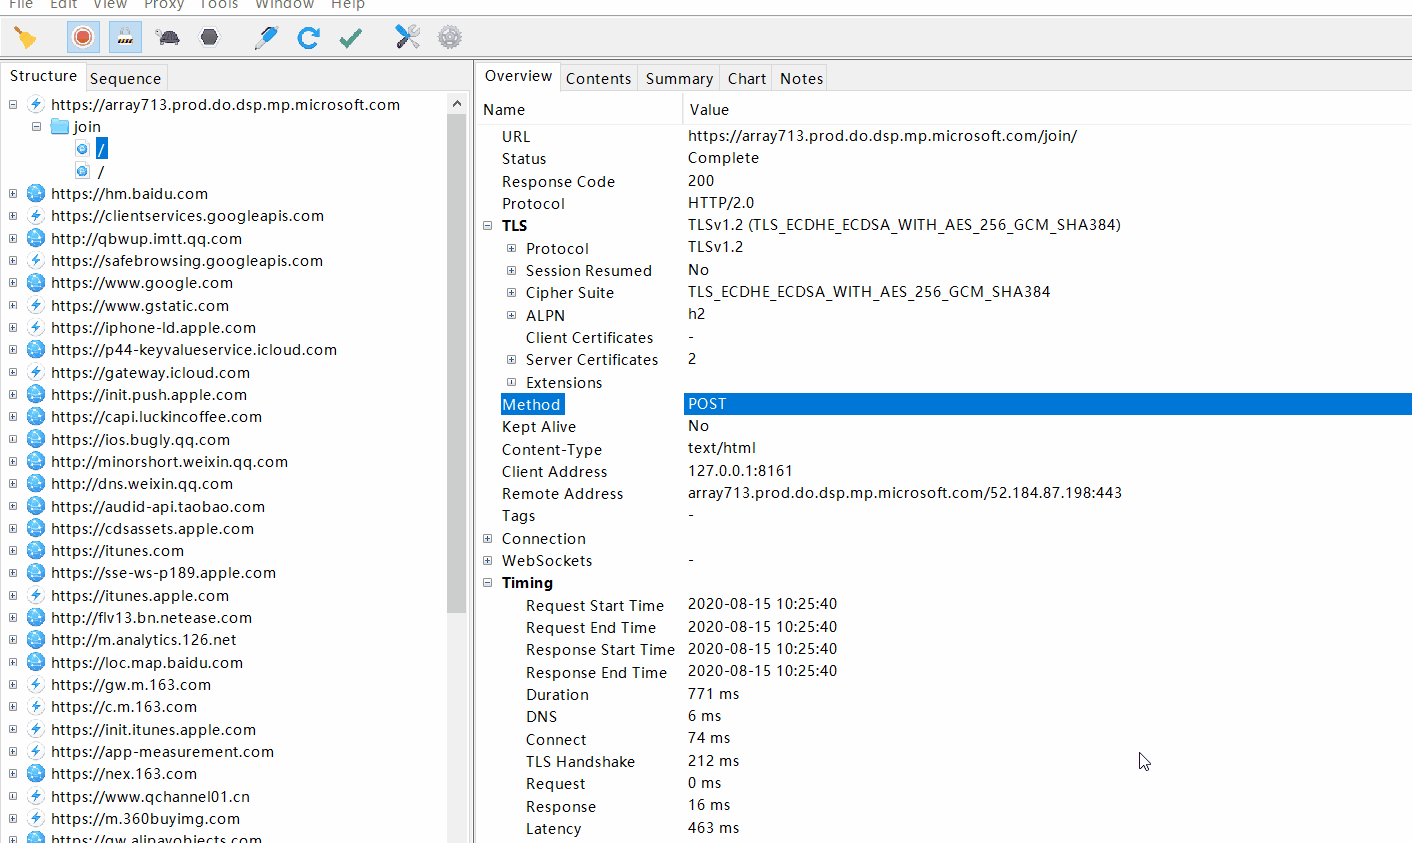 File Edit View Proxy Tools Window Help
Structure Sequence
https://array713.prod.do.dsp.mp.microsoft.com
join
/
/
https://hm.baidu.com
https://clientservices.googleapis.com
http://qbwup.imtt.qq.com
https://safebrowsing.googleapis.com
https://www.google.com
https://www.gstatic.com
https://iphone-ld.apple.com
https://p44-keyvalueservice.icloud.com
https://gateway.icloud.com
https://init.push.apple.com
https://capi.luckincoffee.com
https://ios.bugly.qq.com
http://minorshort.weixin.qq.com
http://dns.weixin.qq.com
https://audid-api.taobao.com
https://cdsassets.apple.com
https://itunes.com
https://sse-ws-p189.apple.com
https://itunes.apple.com
http://flv13.bn.netease.com
http://m.analytics.126.net
https://loc.map.baidu.com
https://gw.m.163.com
https://c.m.163.com
https://init.itunes.apple.com
https://app-measurement.com
https://nex.163.com
https://www.qchannel01.cn
https://m.360buyimg.com
https://gw.alipayobjects.com
Overview Contents Summary Chart Notes
Name Value
URL https://array713.prod.do.dsp.mp.microsoft.com/join/
Status Complete
Response Code 200
Protocol HTTP/2.0
TLS TLSv1.2 (TLS_ECDHE_ECDSA_WITH_AES_256_GCM_SHA384)
Protocol TLSv1.2
Session Resumed No
Cipher Suite TLS_ECDHE_ECDSA_WITH_AES_256_GCM_SHA384
ALPN h2
Client Certificates -
Server Certificates 2
Extensions
Method POST
Kept Alive No
Content-Type text/html
Client Address 127.0.0.1:8161
Remote Address array713.prod.do.dsp.mp.microsoft.com/52.184.87.198:443
Tags -
Connection
WebSockets -
Timing
Request Start Time 2020-08-15 10:25:40
Request End Time 2020-08-15 10:25:40
Response Start Time 2020-08-15 10:25:40
Response End Time 2020-08-15 10:25:40
Duration 771 ms
DNS 6 ms
Connect 74 ms
TLS Handshake 212 ms
Request 0 ms
Response 16 ms
Latency 463 ms